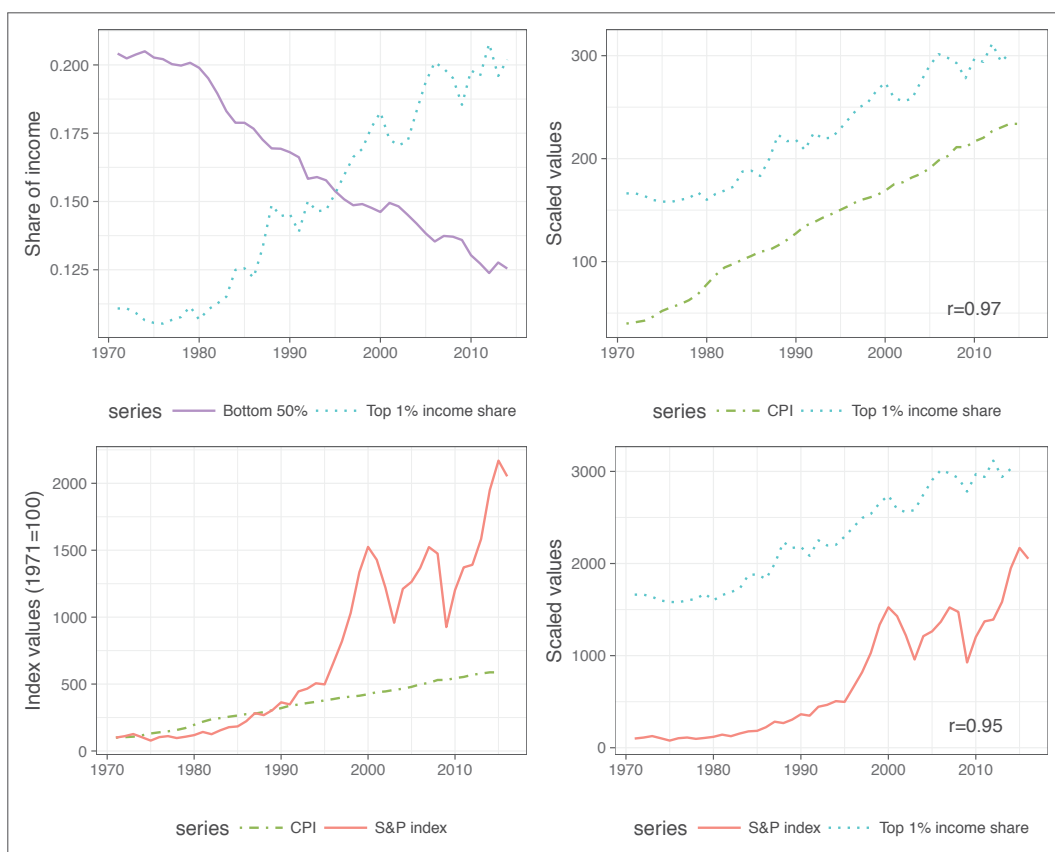 Share of income
0.200
0.175
0.150
0.125
1970 1980 1990 2000 2010
series Bottom 50% Top 1% income share
Scaled values
300
200
100
r=0.97
1970 1980 1990 2000 2010
series CPI Top 1% income share
Index values (1971=100)
2000
1500
1000
500
0
1970 1980 1990 2000 2010
series CPI S&P index
Scaled values
3000
2000
1000
0
r=0.95
1970 1980 1990 2000 2010
series S&P index Top 1% income share